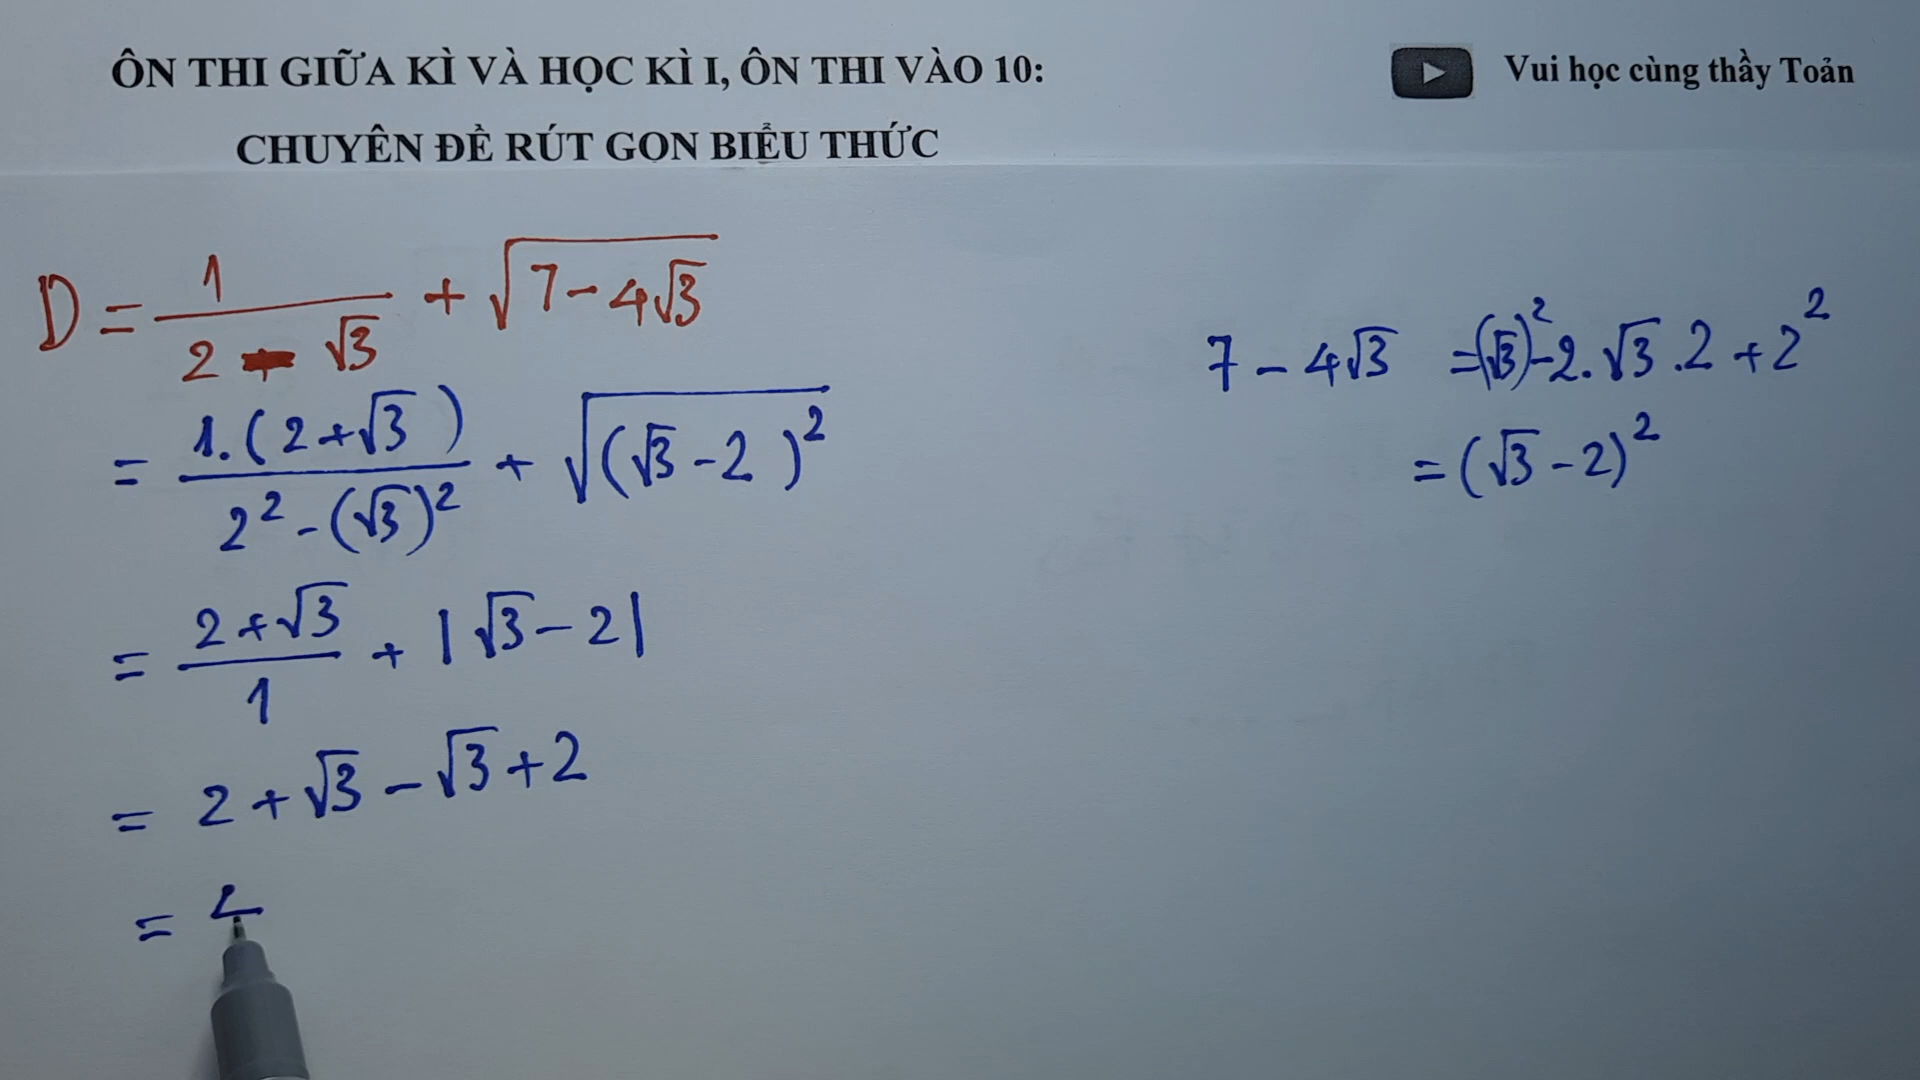 ÔN THI GIỮA KÌ VÀ HỌC KÌ I, ÔN THI VÀO 10:
Vui học cùng thầy Toản
CHUYÊN ĐỀ RÚT GỌN BIỂU THỨC
D = 1/(2 - √3) + √(7 - 4√3)
= 1.(2+√3)/(2² - (√3)²) + √((√3 - 2)²)
= (2+√3)/1 + |√3 - 2|
= 2 + √3 - √3 + 2
= 4
7 - 4√3 = (√3)² - 2.√3.2 + 2²
= (√3 - 2)²